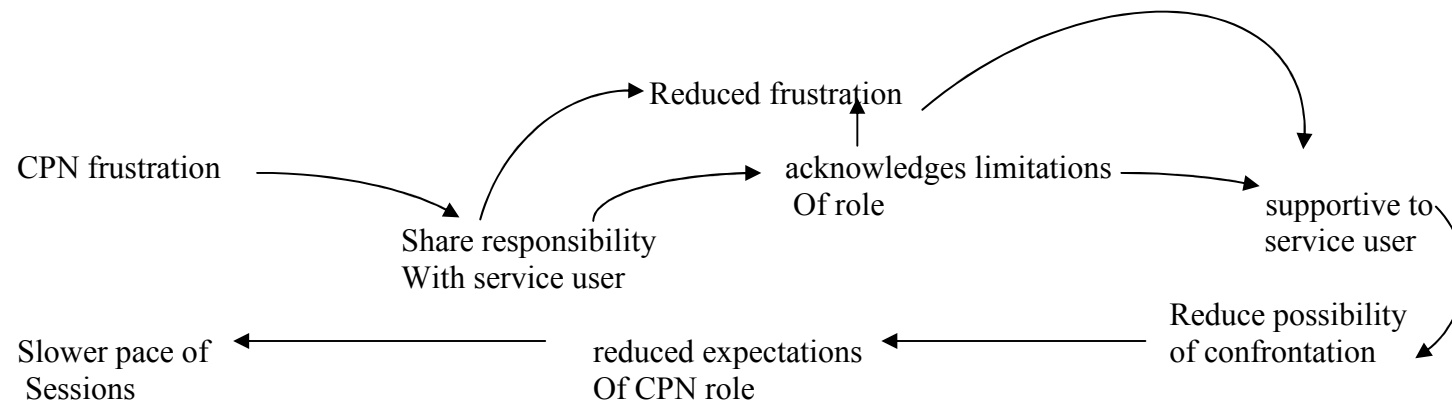 Reduced frustration
CPN frustration
acknowledges limitations
Of role
supportive to
service user
Share responsibility
With service user
Reduce possibility
of confrontation
reduced expectations
Of CPN role
Slower pace of
Sessions